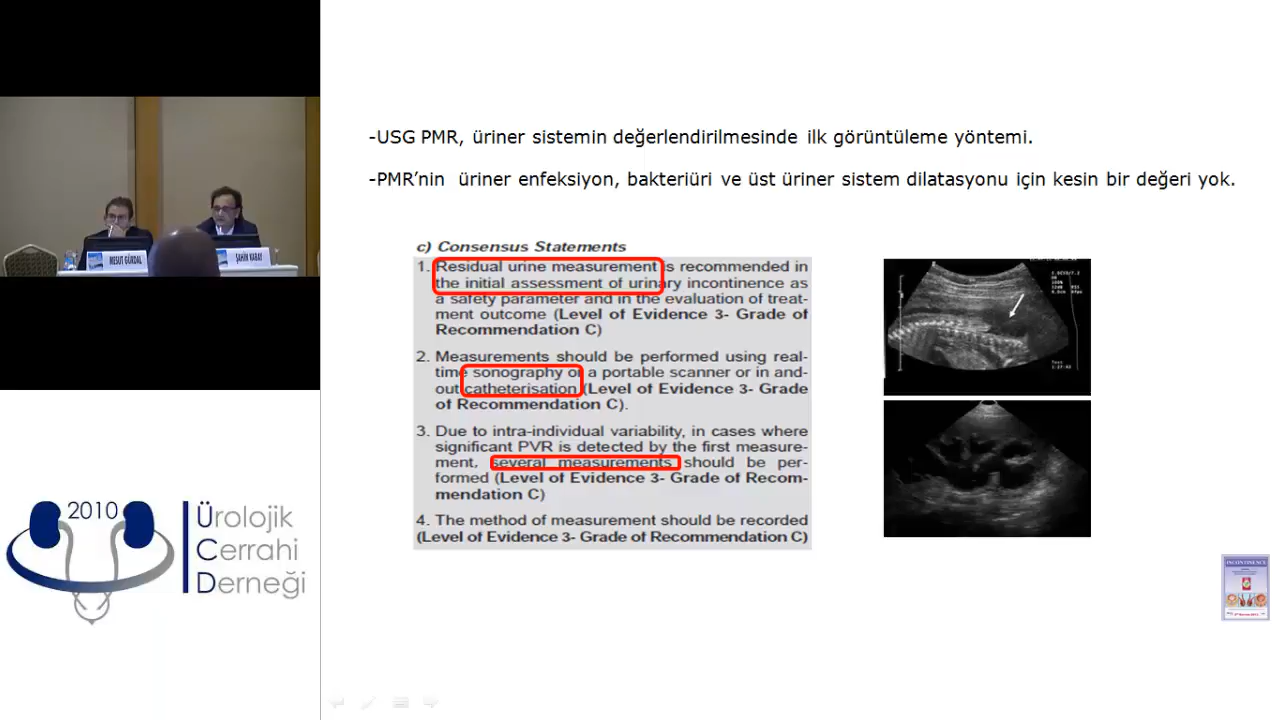 -USG PMR, üriner sistemin değerlendirilmesinde ilk görüntüleme yöntemi.
-PMR’nin üriner enfeksiyon, bakteriüri ve üst üriner sistem dilatasyonu için kesin bir değeri yok.
c) Consensus Statements
1. Residual urine measurement is recommended in
the initial assessment of urinary incontinence as
a safety parameter and in the evaluation of treat-
ment outcome (Level of Evidence 3- Grade of
Recommendation C)
2. Measurements should be performed using real-
time sonography or a portable scanner or in and-
out catheterisation (Level of Evidence 3- Grade
of Recommendation C).
3. Due to intra-individual variability, in cases where
significant PVR is detected by the first measure-
ment, several measurements should be per-
formed (Level of Evidence 3- Grade of Recom-
mendation C)
4. The method of measurement should be recorded
(Level of Evidence 3- Grade of Recommendation C)
MESUT GÜRDAL
ŞAHİN KABAY
2010
Ürolojik
Cerrahi
Derneği
INCONTINENCE